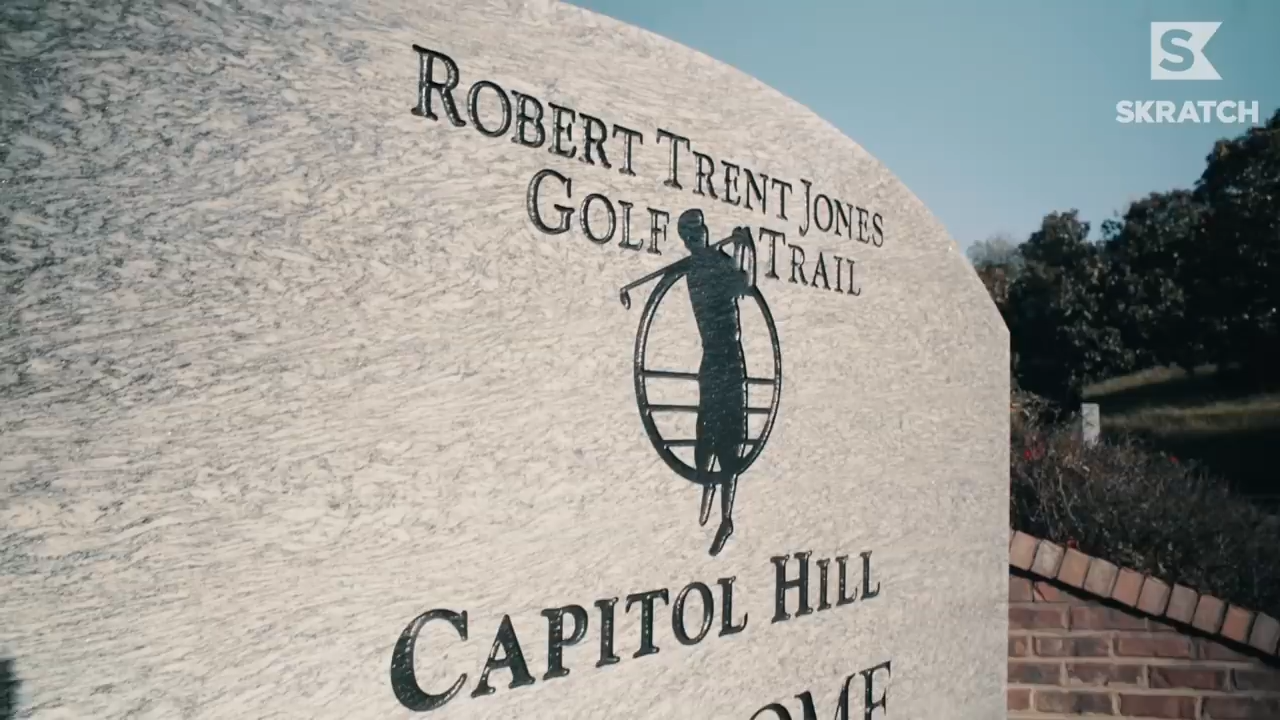 S
SKRATCH
ROBERT TRENT JONES
GOLF TRAIL
CAPITOL HILL